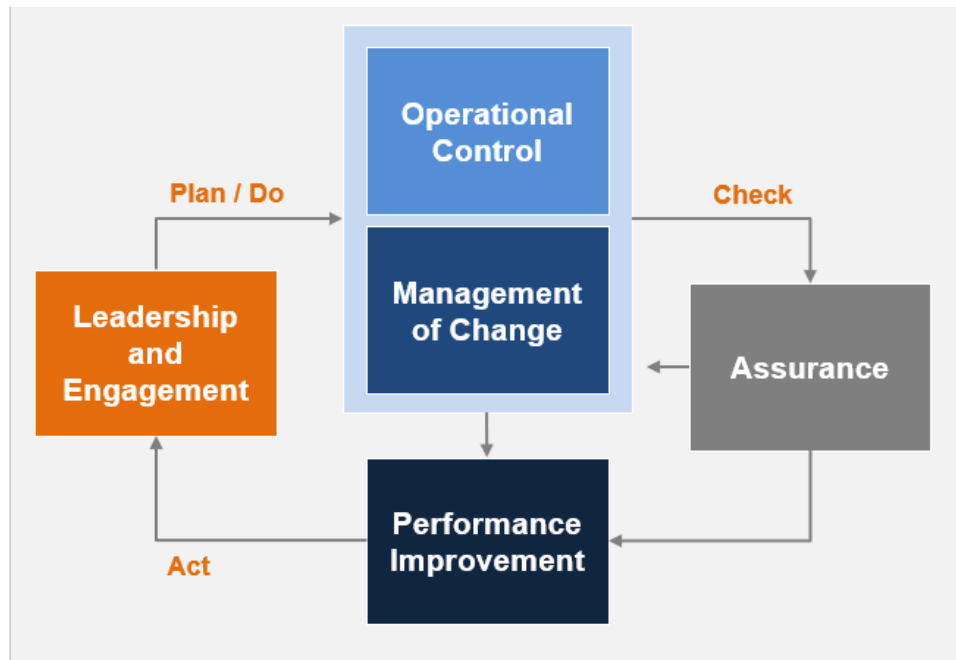 Operational
Control
Plan / Do
Check
Management
of Change
Leadership
and
Engagement
Assurance
Performance
Improvement
Act